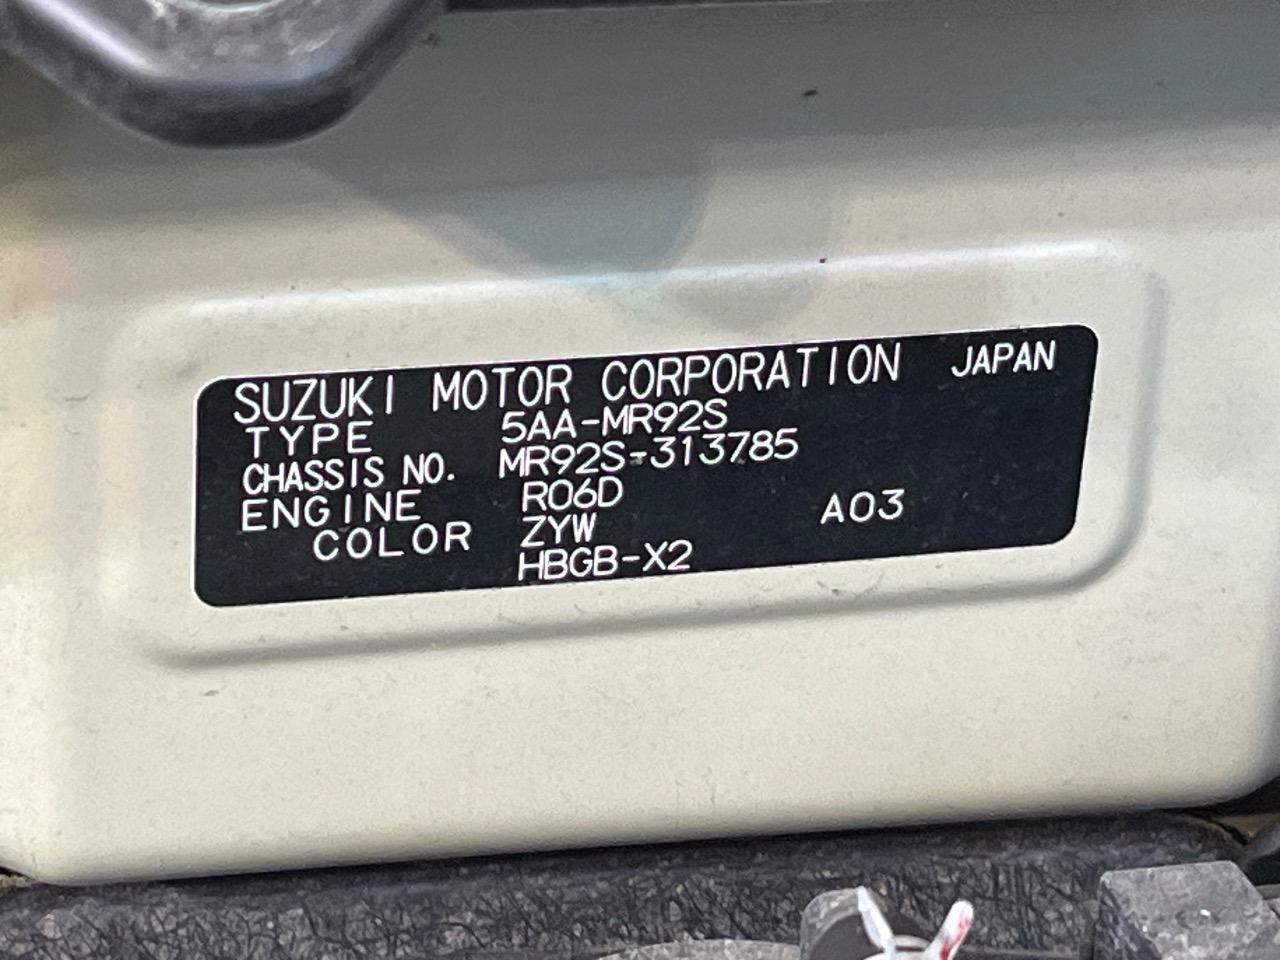 SUZUKI MOTOR CORPORATION JAPAN
TYPE 5AA-MR92S
CHASSIS NO. MR92S-313785
ENGINE R06D
COLOR ZYW A03
HBGB-X2